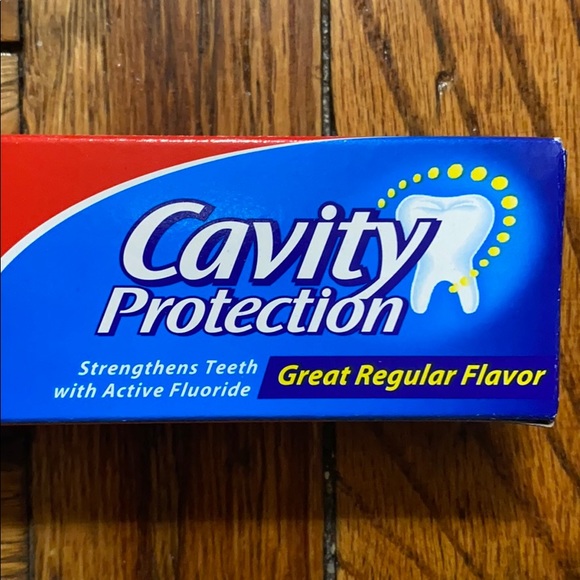 Cavity
Protection
Strengthens Teeth
with Active Fluoride
Great Regular Flavor